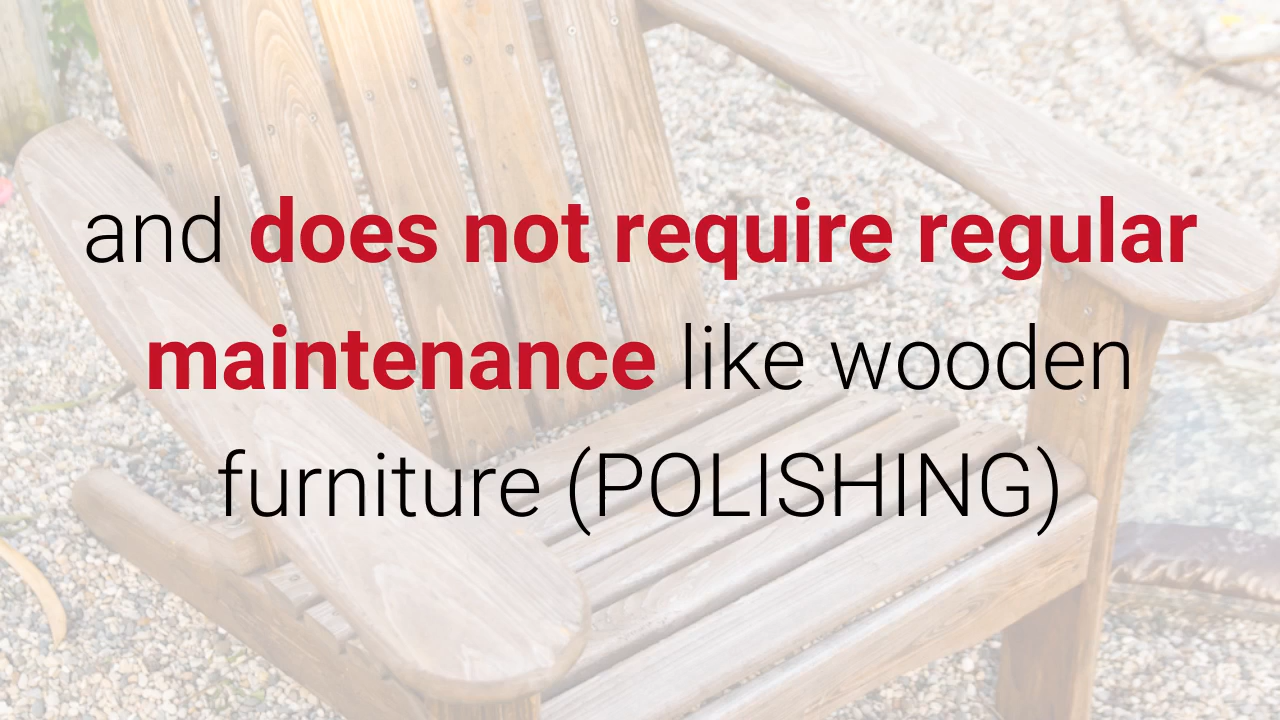 and does not require regular
maintenance like wooden
furniture (POLISHING)